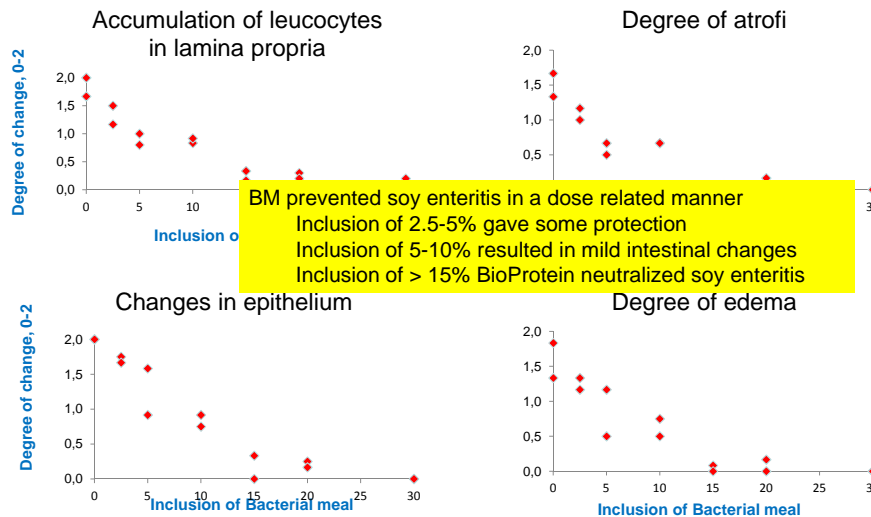 Accumulation of leucocytes
in lamina propria
Degree of change, 0-2
2,0
1,5
1,0
0,5
0,0
0
5
10
Inclusion of
Degree of atrofi
2,0
1,5
1,0
0,5
0,0
BM prevented soy enteritis in a dose related manner
Inclusion of 2.5-5% gave some protection
Inclusion of 5-10% resulted in mild intestinal changes
Inclusion of > 15% BioProtein neutralized soy enteritis
Changes in epithelium
Degree of change, 0-2
2,0
1,5
1,0
0,5
0,0
0
5
10
15
20
25
30
Inclusion of Bacterial meal
Degree of edema
2,0
1,5
1,0
0,5
0,0
0
5
10
15
20
25
Inclusion of Bacterial meal